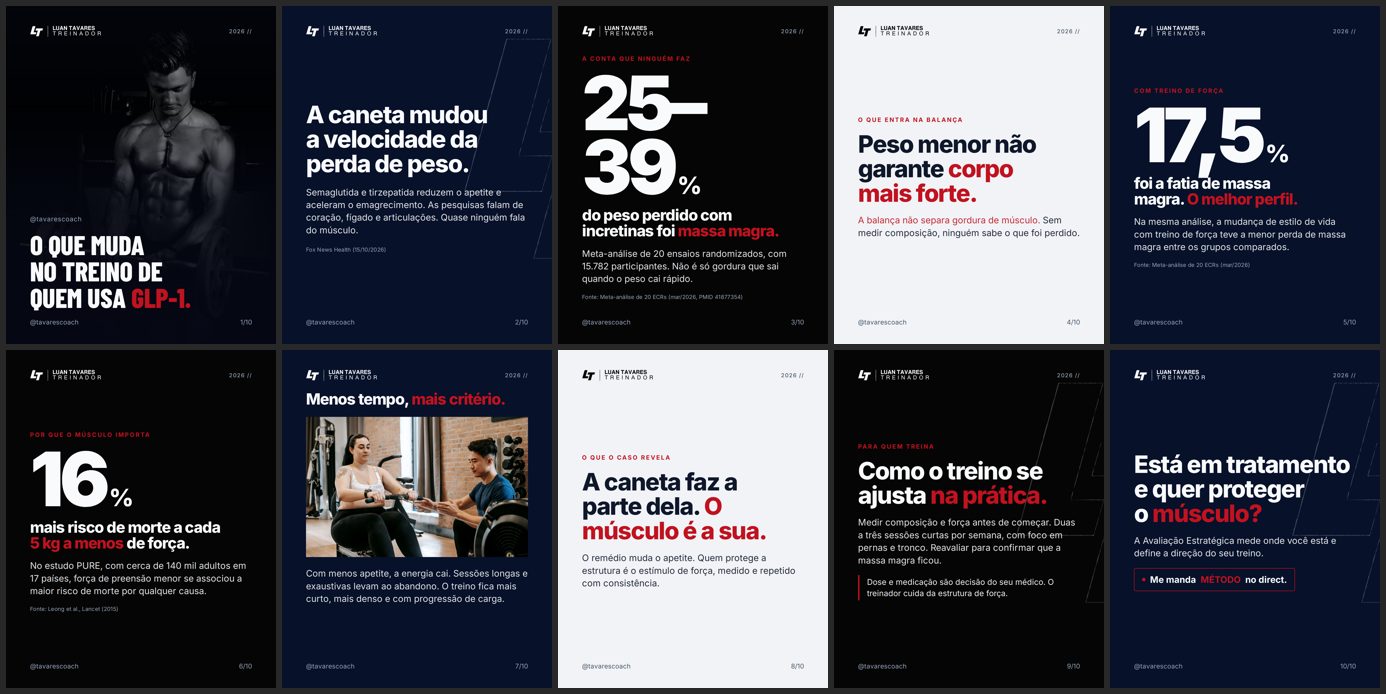 LT | LUAN TAVARES
TREINADOR
2026 //
@tavarescoach
O QUE MUDA
NO TREINO DE
QUEM USA GLP-1.
@tavarescoach
1/10
LT | LUAN TAVARES
TREINADOR
2026 //
A caneta mudou
a velocidade da
perda de peso.
Semaglutida e tirzepatida reduzem o apetite e
aceleram o emagrecimento. As pesquisas falam de
coração, fígado e articulações. Quase ninguém fala
do músculo.
Fox News Health (15/10/2026)
@tavarescoach
2/10
LT | LUAN TAVARES
TREINADOR
2026 //
A CONTA QUE NINGUÉM FAZ
25–
39%
do peso perdido com
incretinas foi massa magra.
Meta-análise de 20 ensaios randomizados, com
15.782 participantes. Não é só gordura que sai
quando o peso cai rápido.
Fonte: Meta-análise de 20 ECRs (mar/2026, PMID 41877354)
@tavarescoach
3/10
LT | LUAN TAVARES
TREINADOR
2026 //
O QUE ENTRA NA BALANÇA
Peso menor não
garante corpo
mais forte.
A balança não separa gordura de músculo. Sem
medir composição, ninguém sabe o que foi perdido.
@tavarescoach
4/10
LT | LUAN TAVARES
TREINADOR
2026 //
COM TREINO DE FORÇA
17,5%
foi a fatia de massa
magra. O melhor perfil.
Na mesma análise, a mudança de estilo de vida
com treino de força teve a menor perda de massa
magra entre os grupos comparados.
Fonte: Meta-análise de 20 ECRs (mar/2026)
@tavarescoach
5/10
LT | LUAN TAVARES
TREINADOR
2026 //
POR QUE O MÚSCULO IMPORTA
16%
mais risco de morte a cada
5 kg a menos de força.
No estudo PURE, com cerca de 140 mil adultos em
17 países, força de preensão menor se associou a
maior risco de morte por qualquer causa.
Fonte: Leong et al., Lancet (2015)
@tavarescoach
6/10
LT | LUAN TAVARES
TREINADOR
2026 //
Menos tempo, mais critério.
Com menos apetite, a energia cai. Sessões longas e
exaustivas levam ao abandono. O treino fica mais
curto, mais denso e com progressão de carga.
@tavarescoach
7/10
LT | LUAN TAVARES
TREINADOR
2026 //
O QUE O CASO REVELA
A caneta faz a
parte dela. O
músculo é a sua.
O remédio muda o apetite. Quem protege a
estrutura é o estímulo de força, medido e repetido
com consistência.
@tavarescoach
8/10
LT | LUAN TAVARES
TREINADOR
2026 //
PARA QUEM TREINA
Como o treino se
ajusta na prática.
Medir composição e força antes de começar. Duas
a três sessões curtas por semana, com foco em
pernas e tronco. Reavaliar para confirmar que a
massa magra ficou.
Dose e medicação são decisão do seu médico. O
treinador cuida da estrutura de força.
@tavarescoach
9/10
LT | LUAN TAVARES
TREINADOR
2026 //
Está em tratamento
e quer proteger
o músculo?
A Avaliação Estratégica mede onde você está e
define a direção do seu treino.
• Me manda MÉTODO no direct.
@tavarescoach
10/10